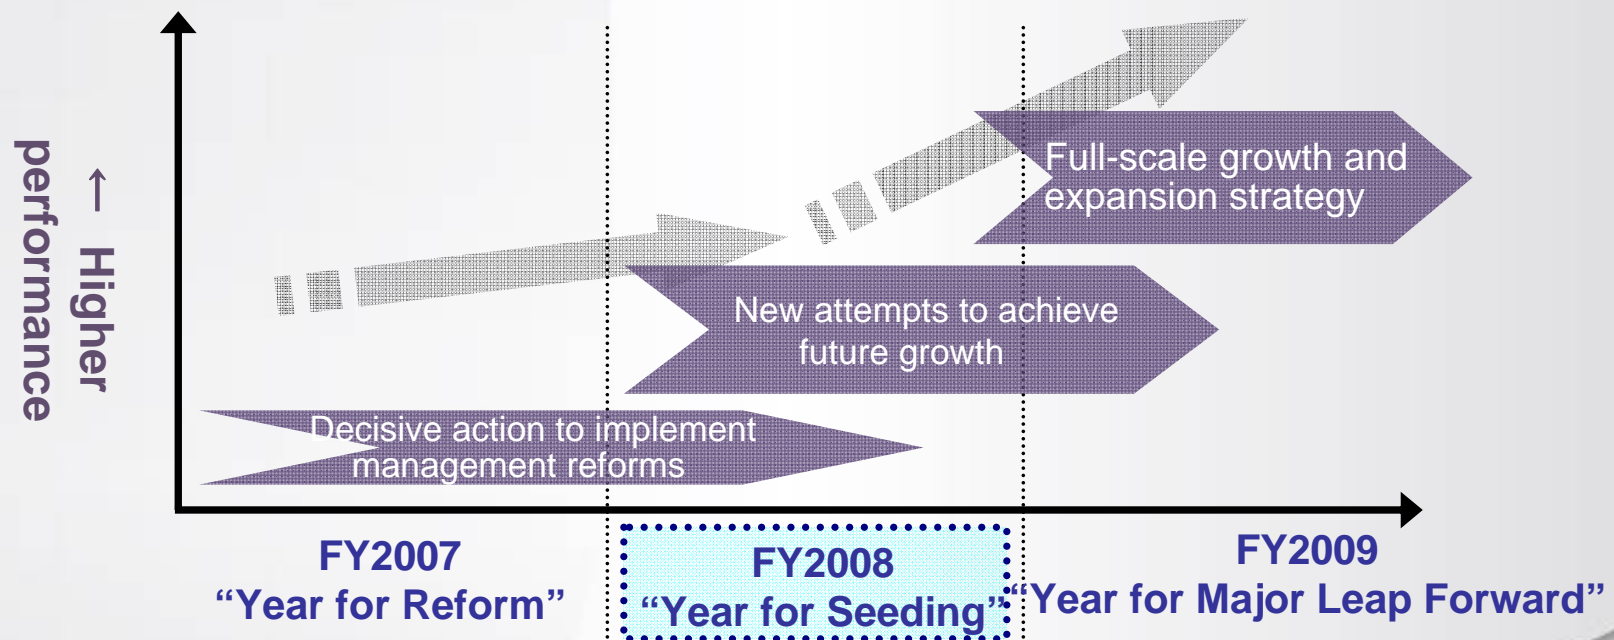 ← Higher
performance
Full-scale growth and
expansion strategy
New attempts to achieve
future growth
Decisive action to implement
management reforms
FY2007
“Year for Reform”
FY2008
“Year for Seeding”
FY2009
“Year for Major Leap Forward”